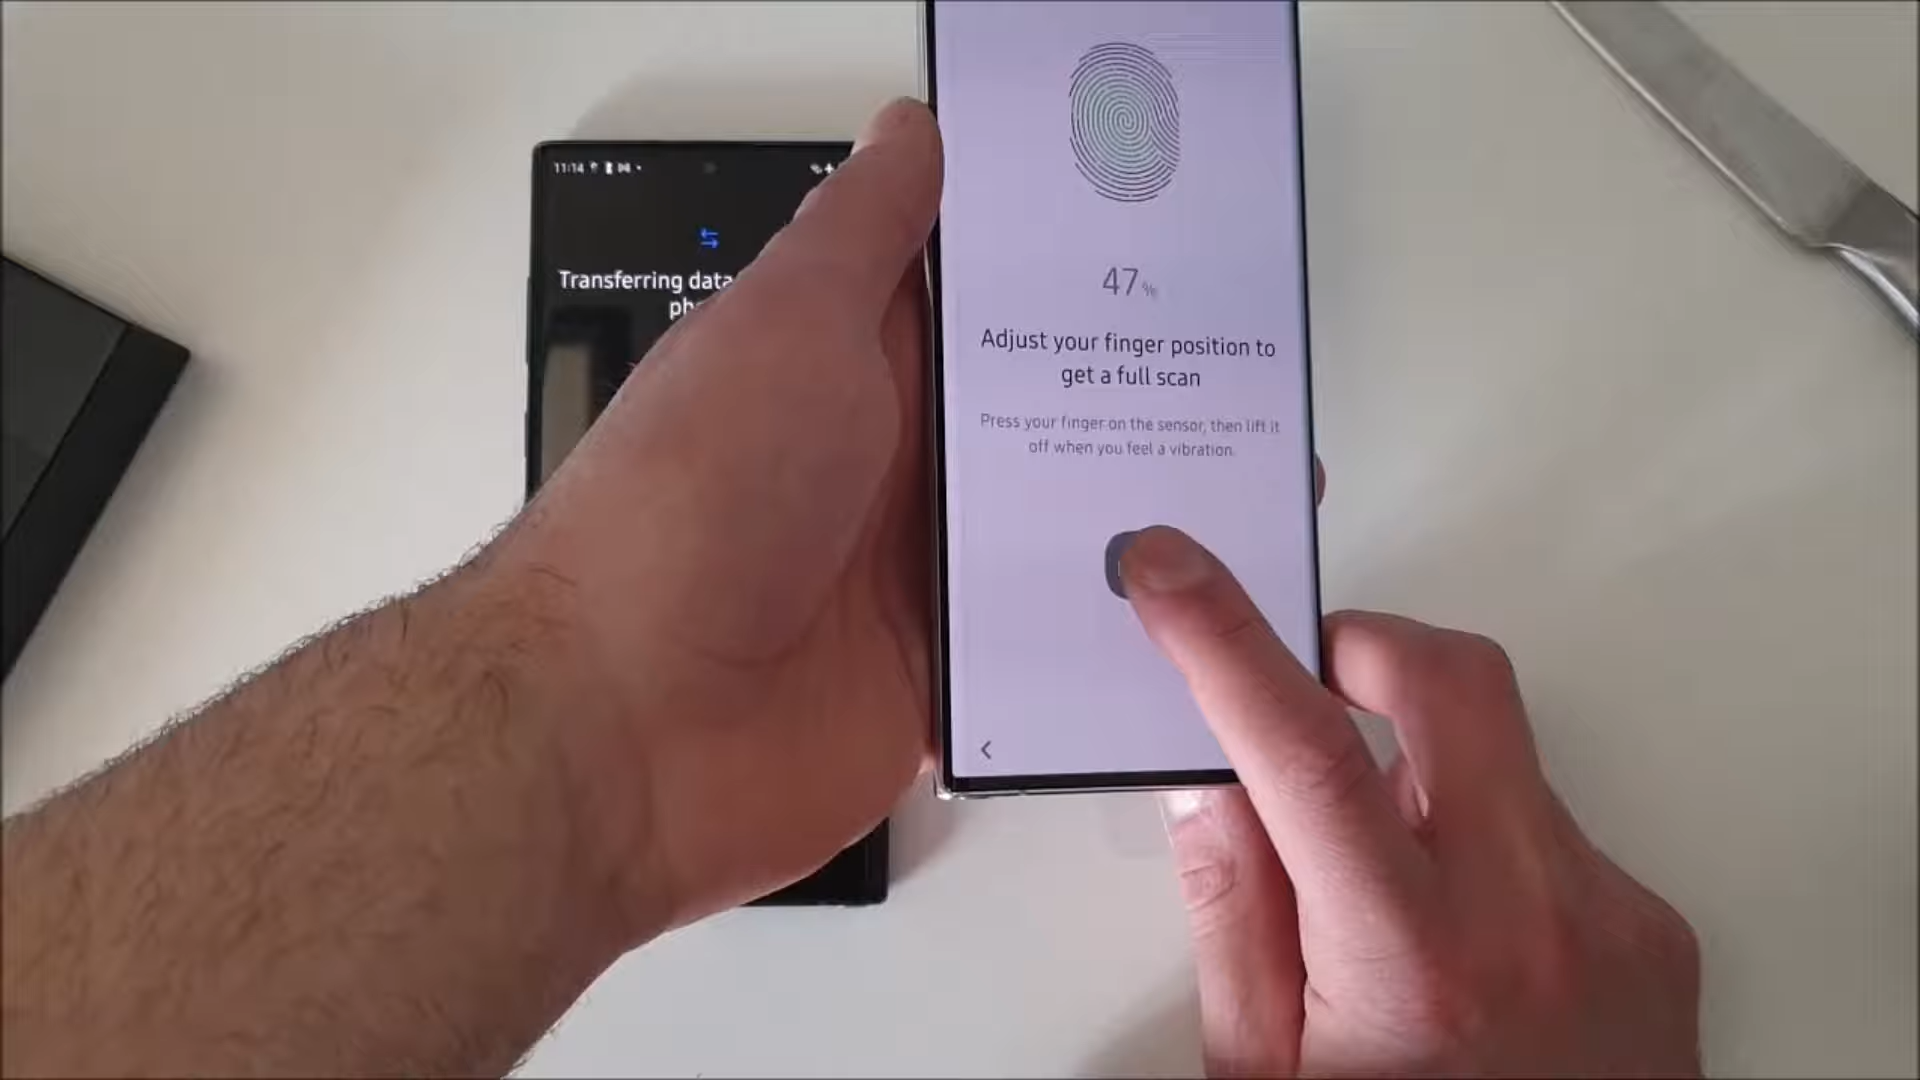 11:14
Transferring data
47%
Adjust your finger position to
get a full scan
Press your finger on the sensor, then lift it
off when you feel a vibration.